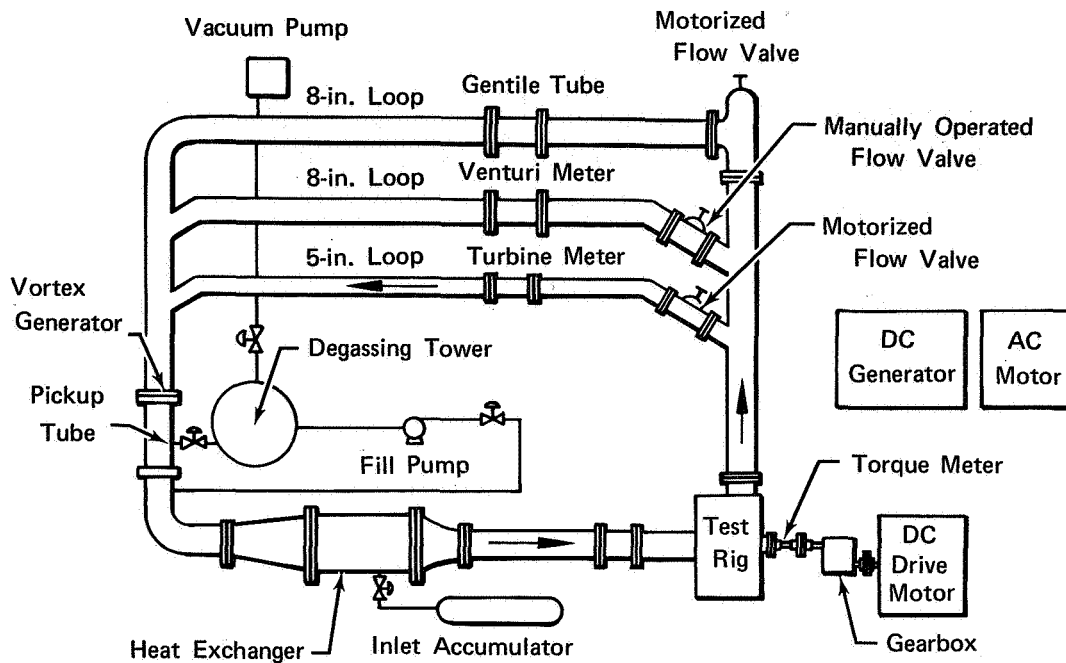 Motorized
Flow Valve
Vacuum Pump
Gentile Tube
8-in. Loop
Manually Operated
Flow Valve
8-in. Loop
Venturi Meter
Motorized
Flow Valve
5-in. Loop
Turbine Meter
Vortex
Generator
Degassing Tower
DC
Generator
AC
Motor
Pickup
Tube
Fill Pump
Torque Meter
Test
Rig
DC
Drive
Motor
Heat Exchanger
Inlet Accumulator
Gearbox